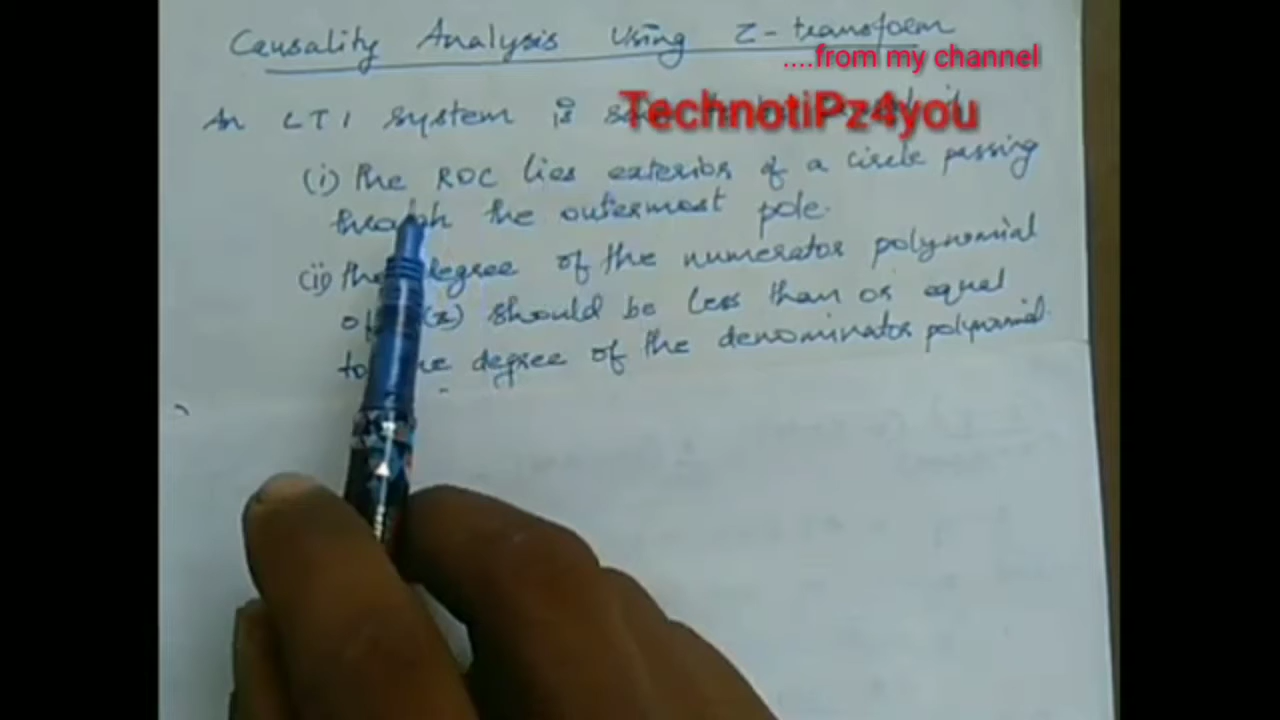 Causality Analysis Using Z-transform
....from my channel
TechnotiPz4you
An LTI system is
(i) the ROC lies exterior of a circle passing
through the outermost pole.
(ii) the degree of the numerator polynomial
of (z) should be less than or equal
to degree of the denominator polynomial.